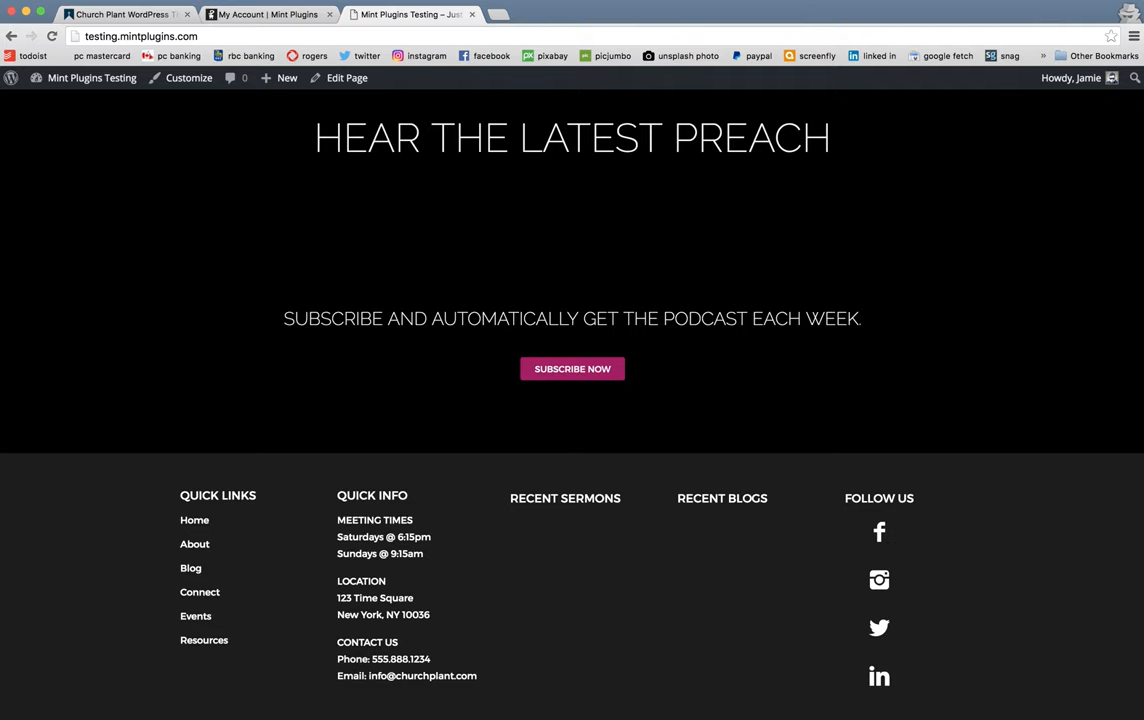 Church Plant WordPress T
My Account | Mint Plugins
Mint Plugins Testing – Jus
testing.mintplugins.com
todoist
pc mastercard
pc banking
rbc banking
rogers
twitter
instagram
facebook
pixabay
picjumbo
unsplash photo
paypal
screenfly
linked in
google fetch
snag
»
Other Bookmarks
Mint Plugins Testing
Customize
0
New
Edit Page
Howdy, Jamie
HEAR THE LATEST PREACH
SUBSCRIBE AND AUTOMATICALLY GET THE PODCAST EACH WEEK.
SUBSCRIBE NOW
QUICK LINKS
Home
About
Blog
Connect
Events
Resources
QUICK INFO
MEETING TIMES
Saturdays @ 6:15pm
Sundays @ 9:15am
LOCATION
123 Time Square
New York, NY 10036
CONTACT US
Phone: 555.888.1234
Email: info@churchplant.com
RECENT SERMONS
RECENT BLOGS
FOLLOW US